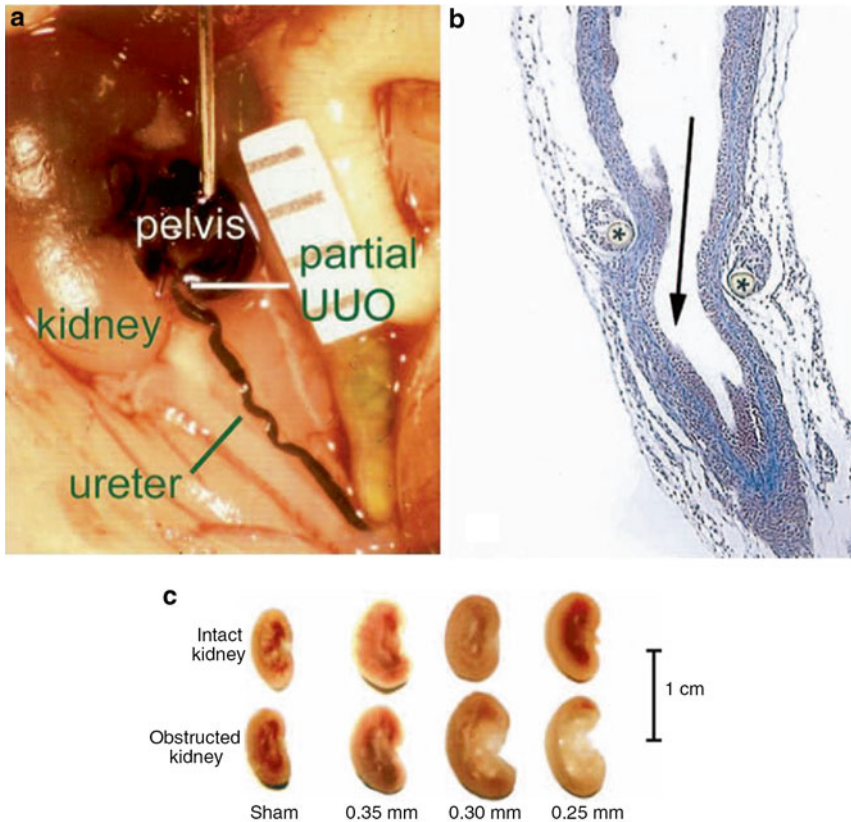 a
pelvis
partial
UUO
kidney
ureter
b
*
*
c
Intact
kidney
Obstructed
kidney
1 cm
Sham
0.35 mm
0.30 mm
0.25 mm